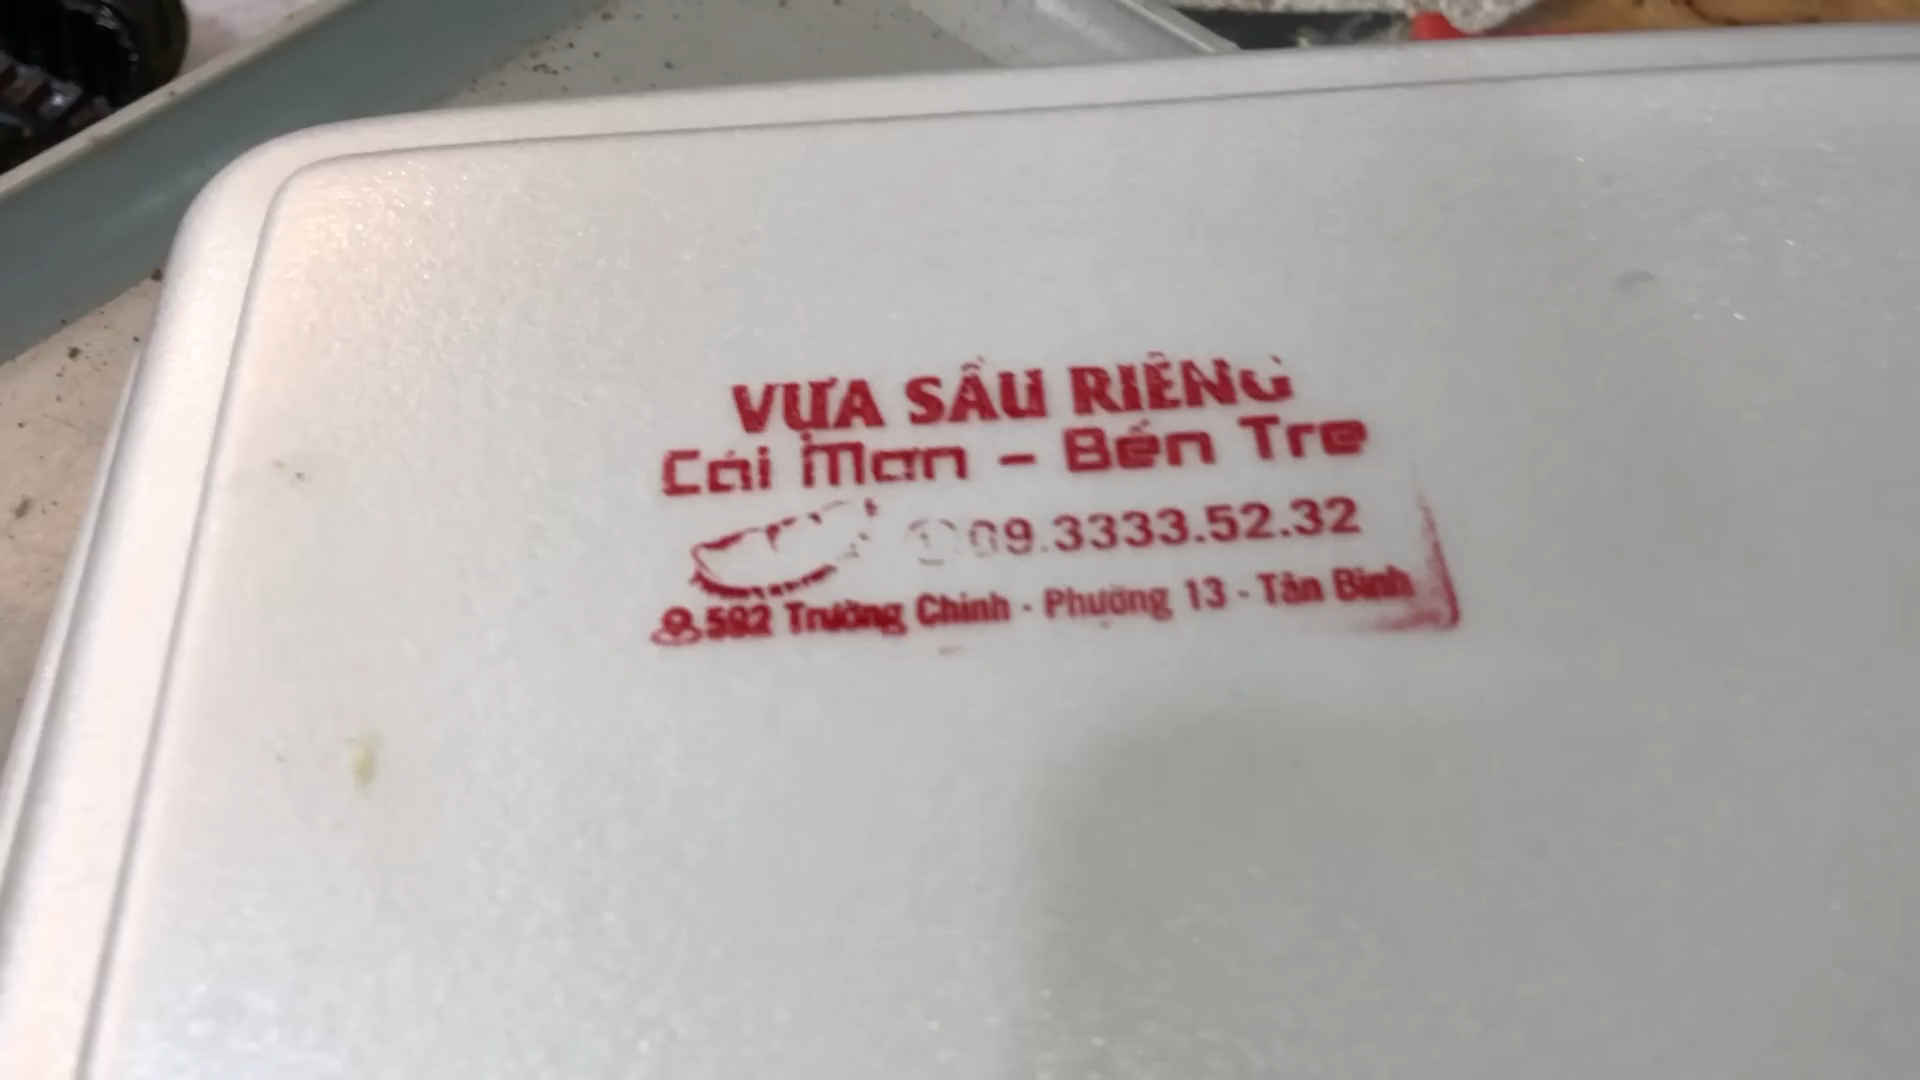 VỰA SẦU RIÊNG
Cái Mơn - Bến Tre
09.3333.52.32
592 Trường Chinh - Phường 13 - Tân Bình